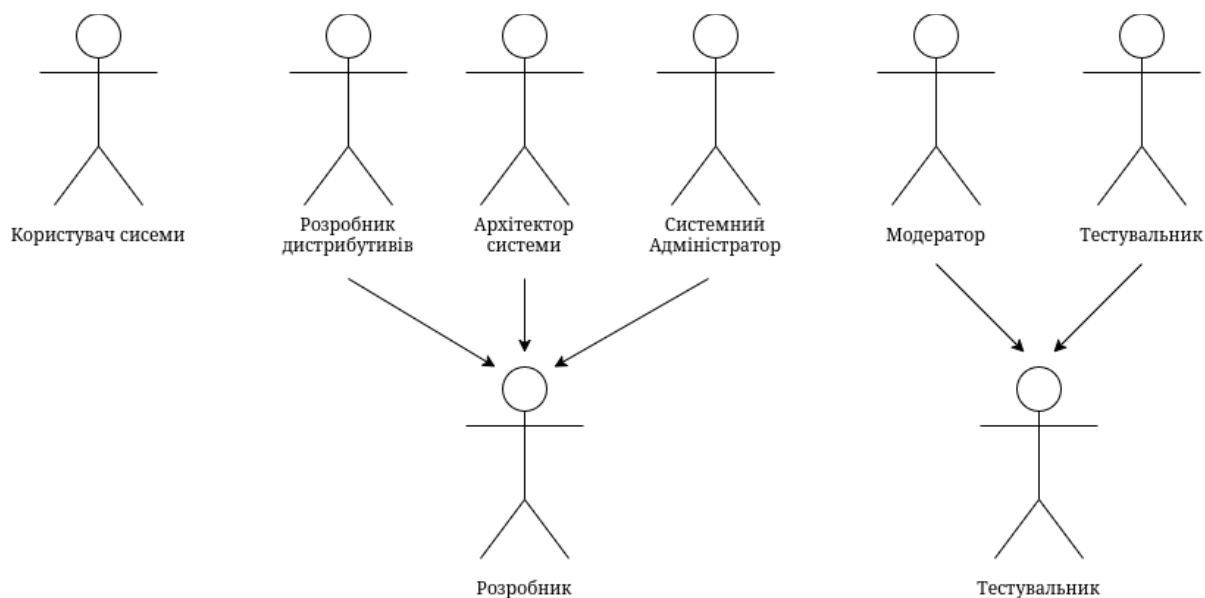 Користувач сисеми
Розробник
дистрибутивів
Архітектор
системи
Системний
Адміністратор
Модератор
Тестувальник
Розробник
Тестувальник